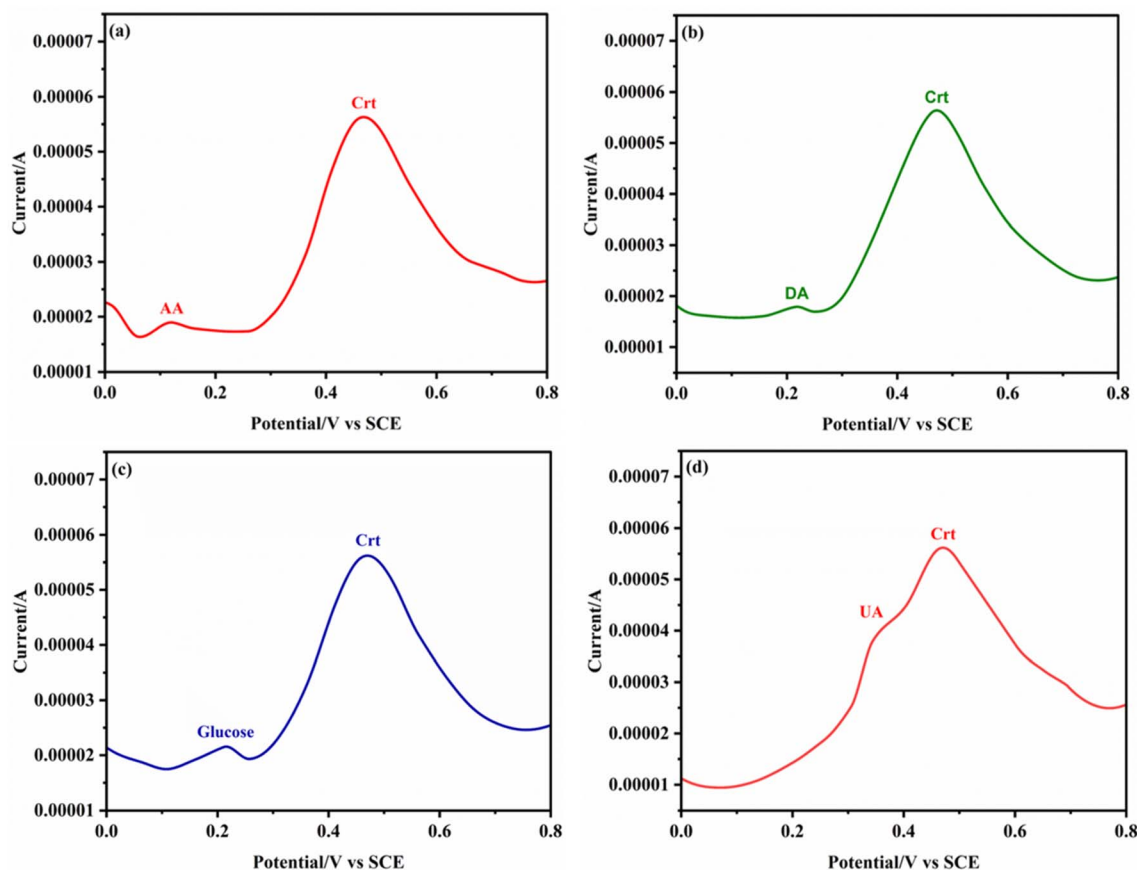 (a)
Crt
AA
0.00007
0.00006
0.00005
0.00004
0.00003
0.00002
0.00001
Current/A
0.0 0.2 0.4 0.6 0.8
Potential/V vs SCE
(b)
Crt
DA
0.00007
0.00006
0.00005
0.00004
0.00003
0.00002
0.00001
Current/A
0.0 0.2 0.4 0.6 0.8
Potential/V vs SCE
(c)
Crt
Glucose
0.00007
0.00006
0.00005
0.00004
0.00003
0.00002
0.00001
Current/A
0.0 0.2 0.4 0.6 0.8
Potential/V vs SCE
(d)
Crt
UA
0.00007
0.00006
0.00005
0.00004
0.00003
0.00002
0.00001
Current/A
0.0 0.2 0.4 0.6 0.8
Potential/V vs SCE